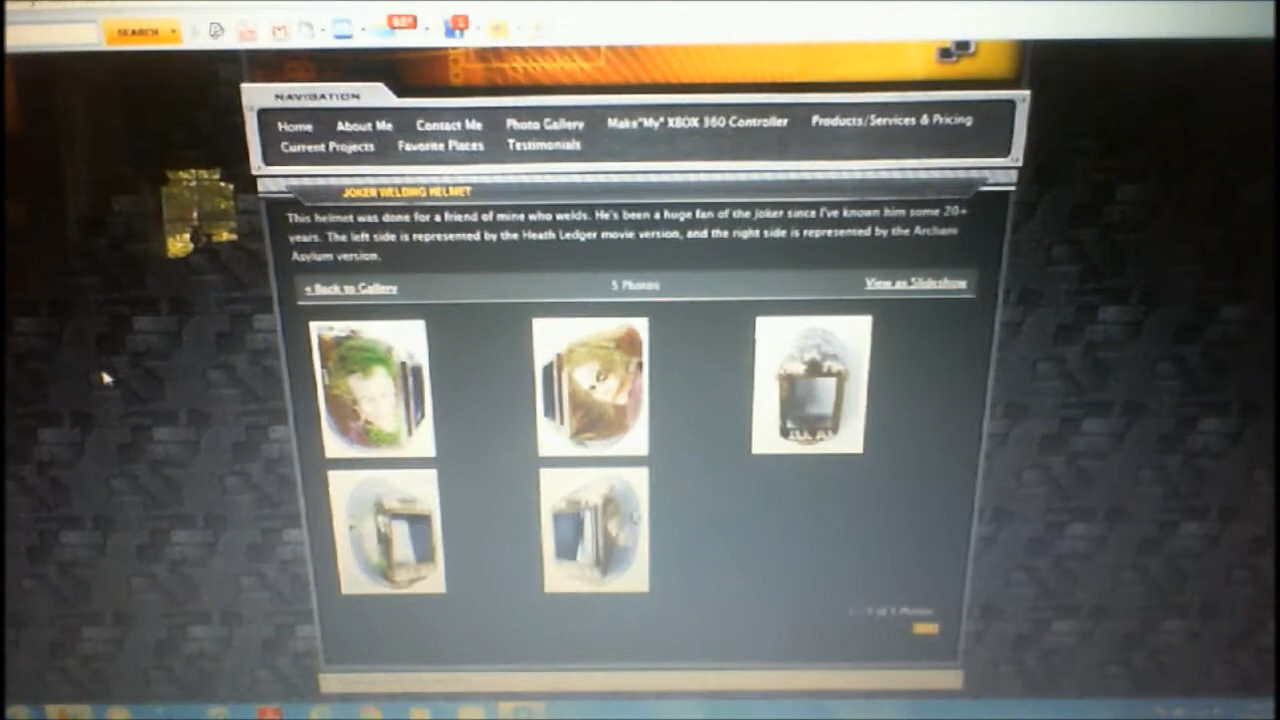 SEARCH
NAVIGATION
Home About Me Contact Me Photo Gallery Make"My" XBOX 360 Controller Products/Services & Pricing
Current Projects Favorite Places Testimonials
JOKER WELDING HELMET
This helmet was done for a friend of mine who welds. He's been a huge fan of the Joker since I've known him some 20+
years. The left side is represented by the Heath Ledger movie version, and the right side is represented by the Archam
Asylum version.
< Back to Gallery 5 Photos View as Slideshow
of 5 Photos